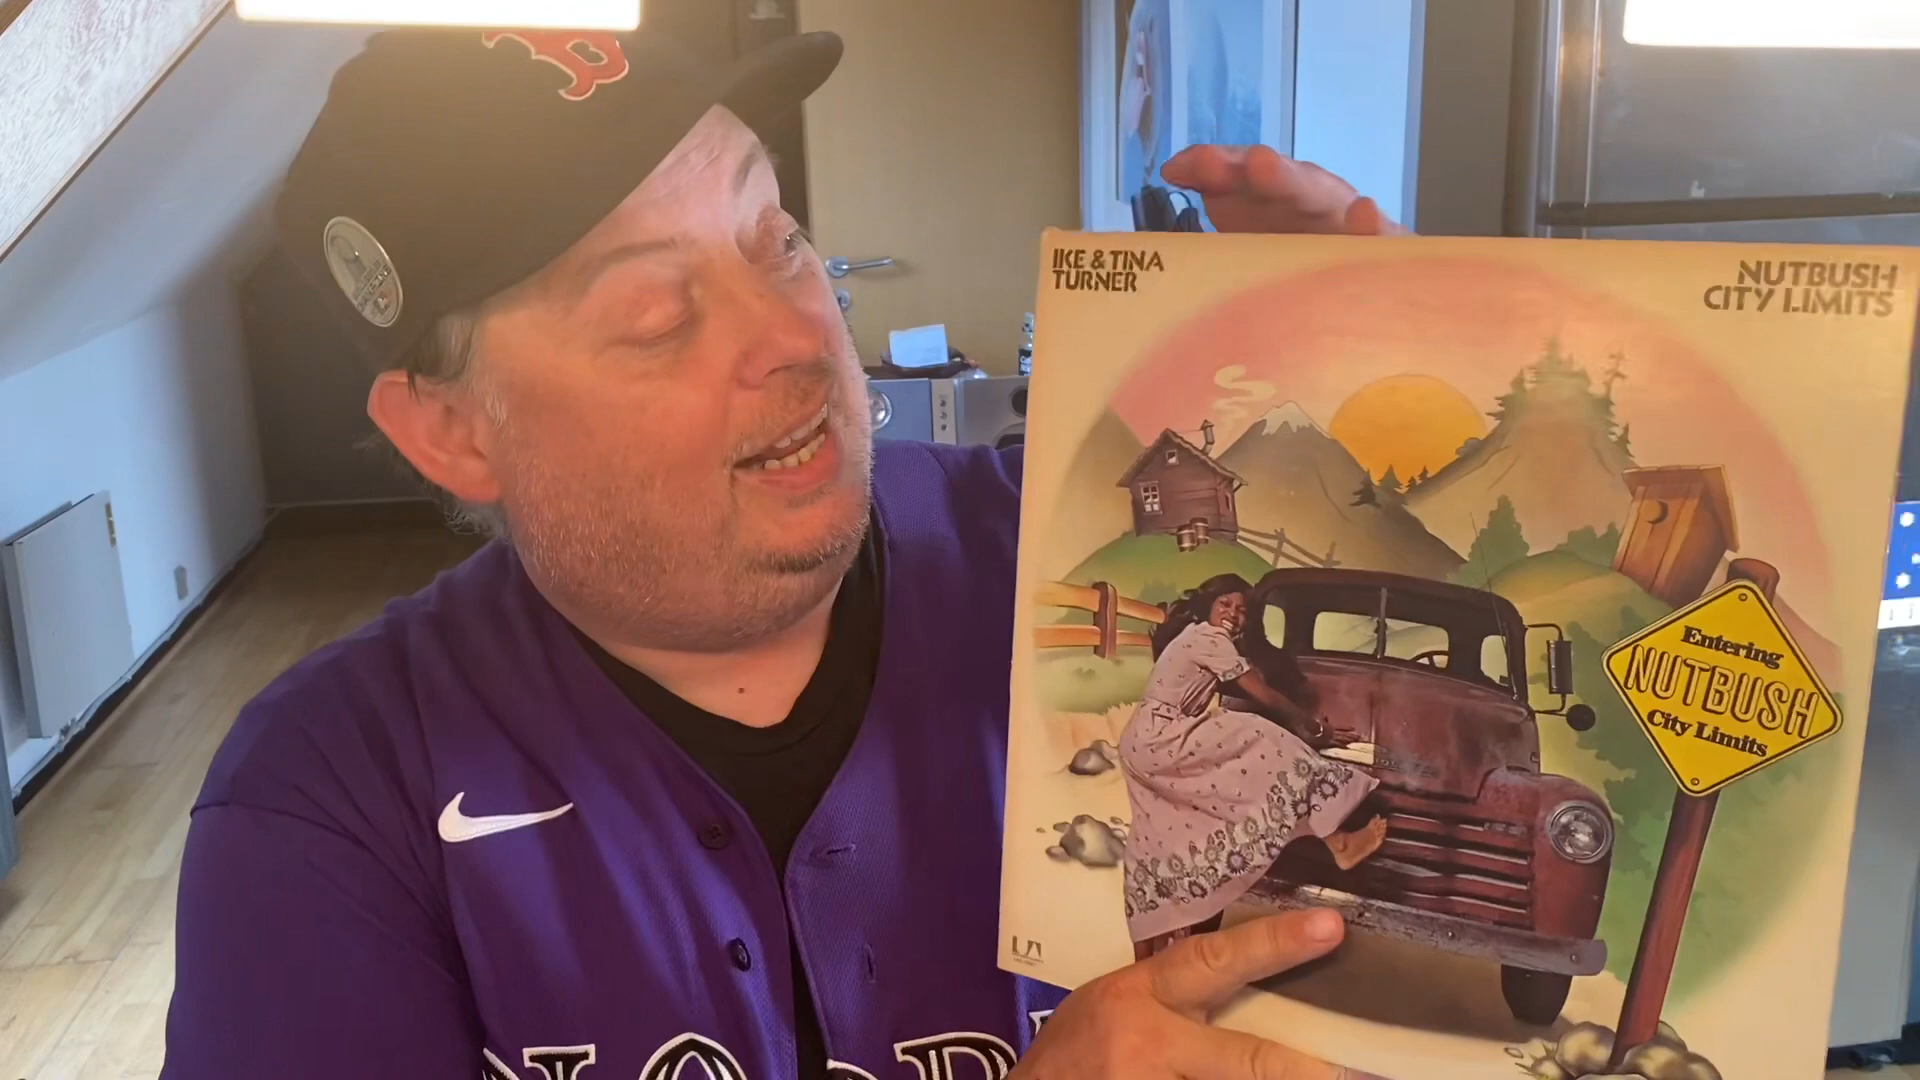 B
IKE & TINA
TURNER
NUTBUSH
CITY LIMITS
Entering
NUTBUSH
City Limits
UA